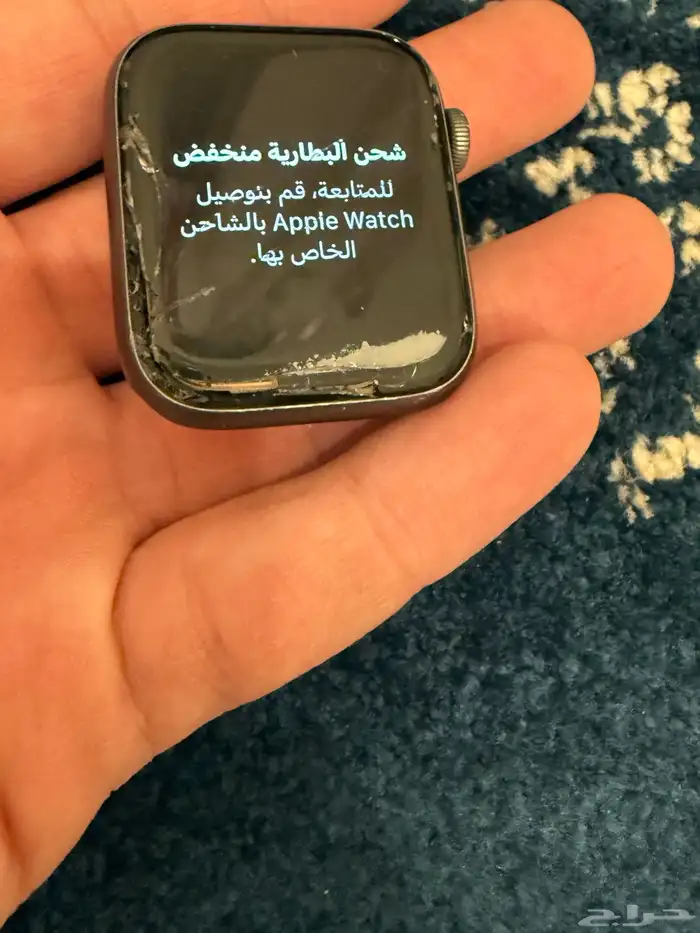 شحن البطارية منخفض
للمتابعة، قم بتوصيل
Apple Watch بالشاحن
الخاص بها.
حراج